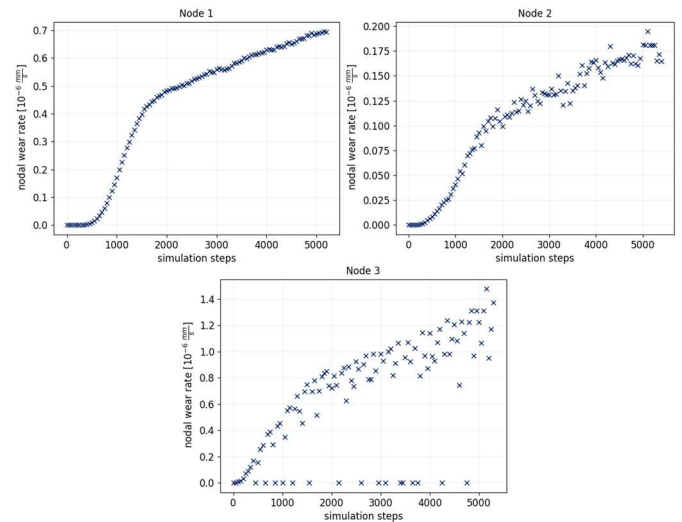 Node 1
nodal wear rate [10⁻⁶ mm/s]
0.7
0.6
0.5
0.4
0.3
0.2
0.1
0.0
0 1000 2000 3000 4000 5000
simulation steps
Node 2
nodal wear rate [10⁻⁶ mm/s]
0.200
0.175
0.150
0.125
0.100
0.075
0.050
0.025
0.000
0 1000 2000 3000 4000 5000
simulation steps
Node 3
nodal wear rate [10⁻⁶ mm/s]
1.4
1.2
1.0
0.8
0.6
0.4
0.2
0.0
0 1000 2000 3000 4000 5000
simulation steps